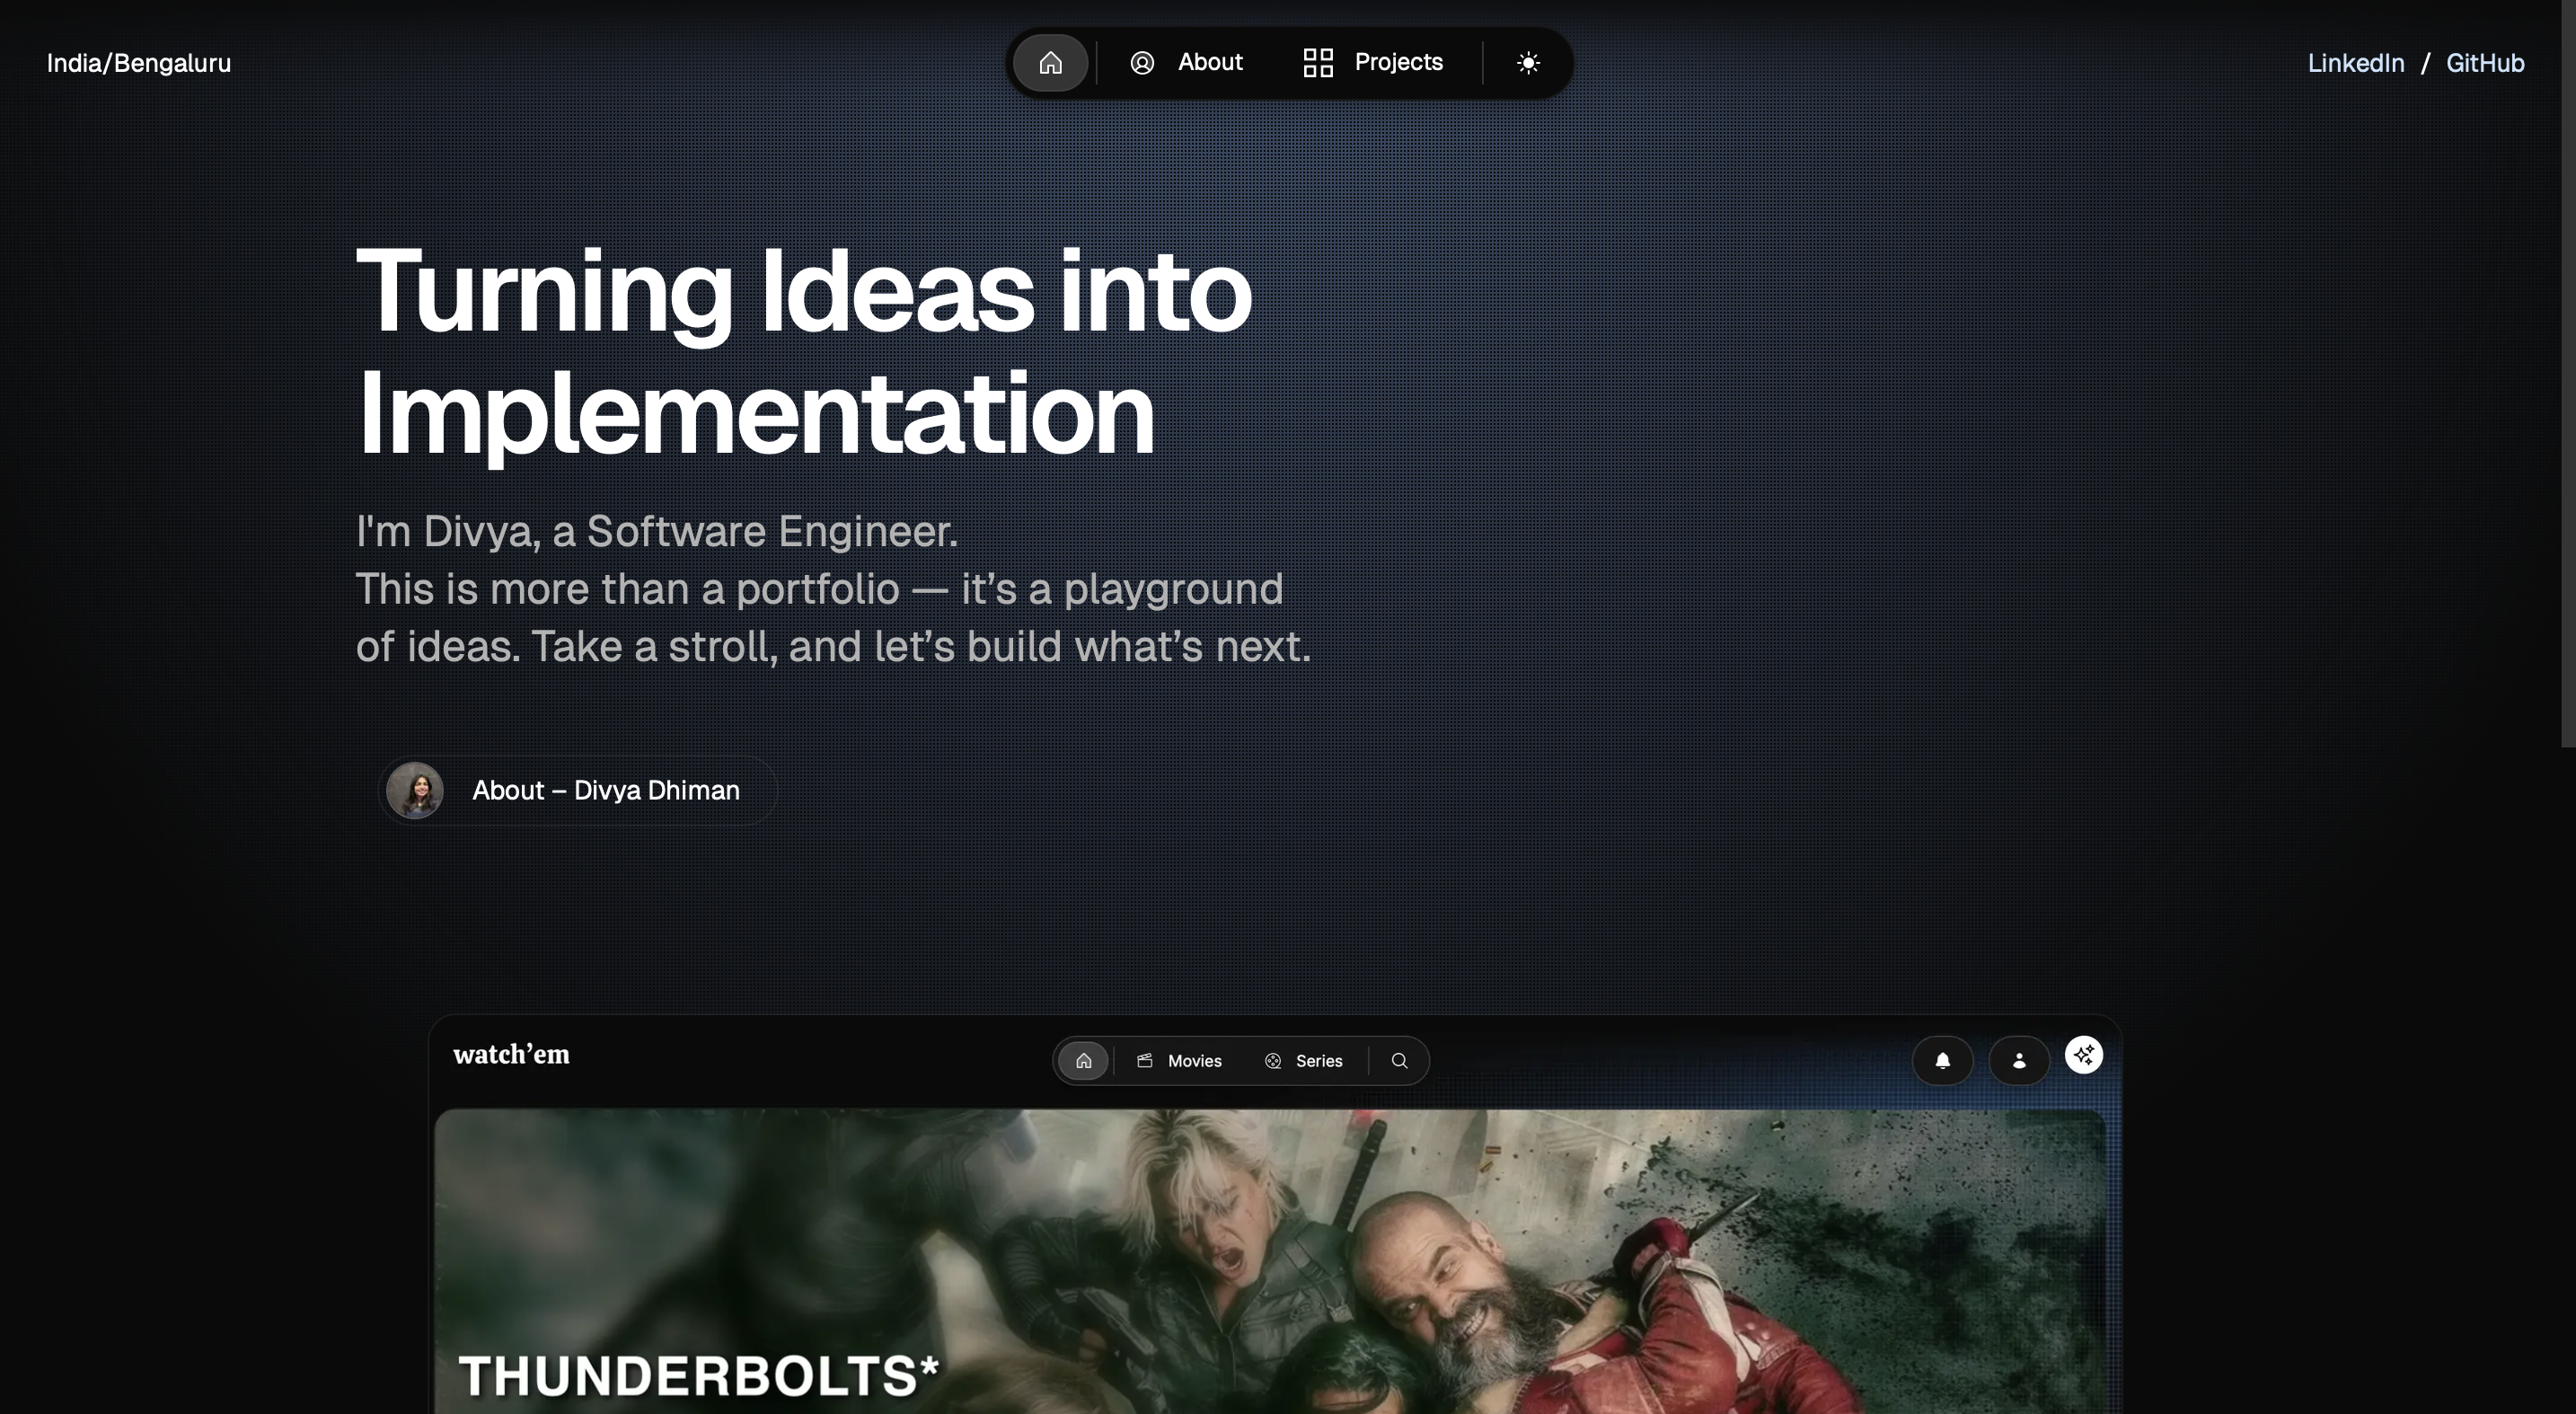 India/Bengaluru
About
Projects
LinkedIn / GitHub
Turning Ideas into
Implementation
I'm Divya, a Software Engineer.
This is more than a portfolio — it’s a playground
of ideas. Take a stroll, and let’s build what’s next.
About – Divya Dhiman
watch’em
Movies
Series
THUNDERBOLTS*